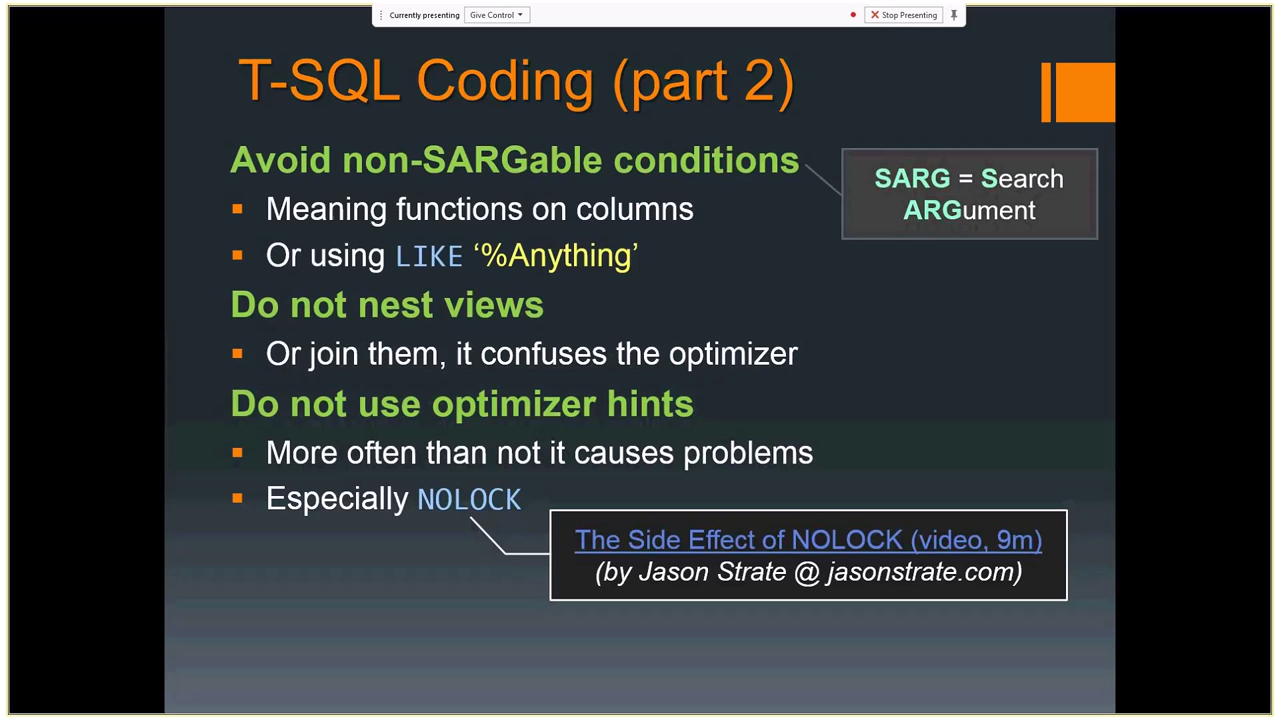 Currently presenting Give Control Stop Presenting
T-SQL Coding (part 2)
Avoid non-SARGable conditions
SARG = Search
ARGument
▪ Meaning functions on columns
▪ Or using LIKE ‘%Anything’
Do not nest views
▪ Or join them, it confuses the optimizer
Do not use optimizer hints
▪ More often than not it causes problems
▪ Especially NOLOCK
The Side Effect of NOLOCK (video, 9m)
(by Jason Strate @ jasonstrate.com)